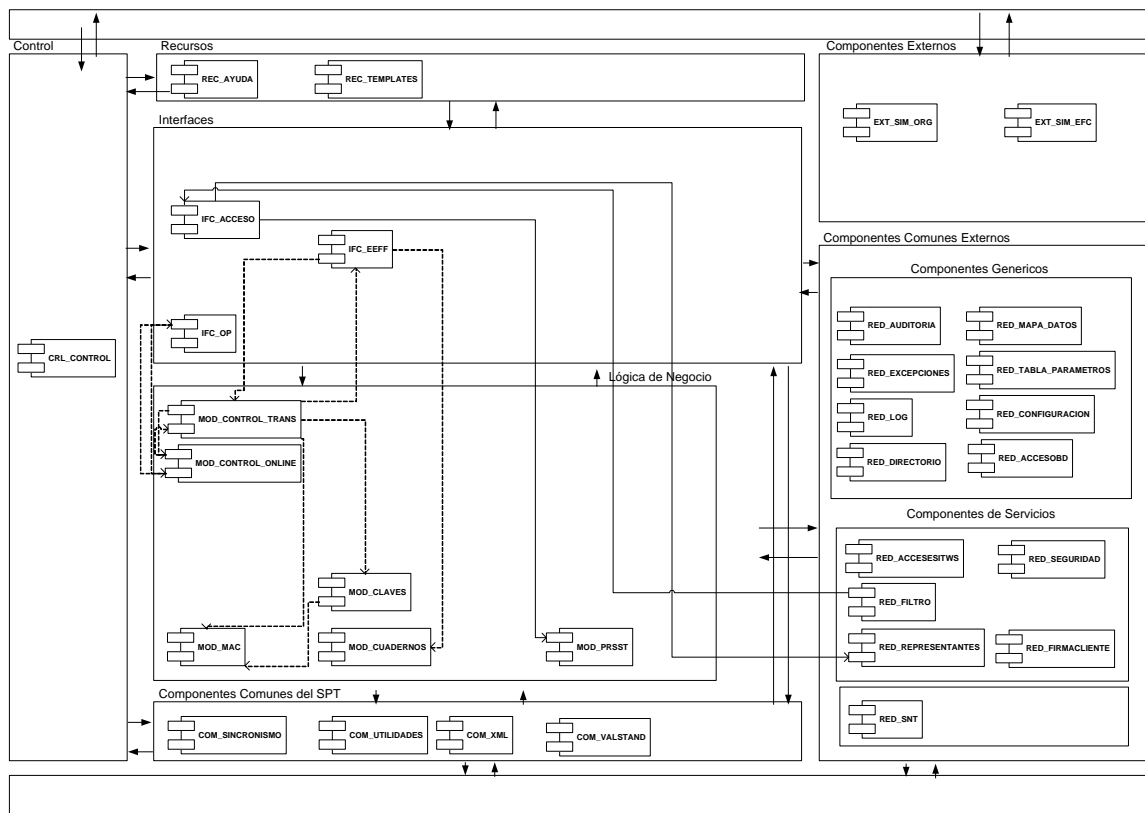 Control
Recursos
Componentes Externos
REC_AYUDA
REC_TEMPLATES
EXT_SIM_ORG
EXT_SIM_EFC
Interfaces
IFC_ACCESO
IFC_EEFF
IFC_OP
CRL_CONTROL
Componentes Comunes Externos
Componentes Genericos
RED_AUDITORIA
RED_MAPA_DATOS
RED_EXCEPCIONES
RED_TABLA_PARAMETROS
RED_LOG
RED_CONFIGURACION
RED_DIRECTORIO
RED_ACCESOBD
Lógica de Negocio
MOD_CONTROL_TRANS
MOD_CONTROL_ONLINE
MOD_CLAVES
MOD_MAC
MOD_CUADERNOS
MOD_PRSST
Componentes de Servicios
RED_ACCESESITWS
RED_SEGURIDAD
RED_FILTRO
RED_REPRESENTANTES
RED_FIRMACLIENTE
RED_SNT
Componentes Comunes del SPT
COM_SINCRONISMO
COM_UTILIDADES
COM_XML
COM_VALSTAND